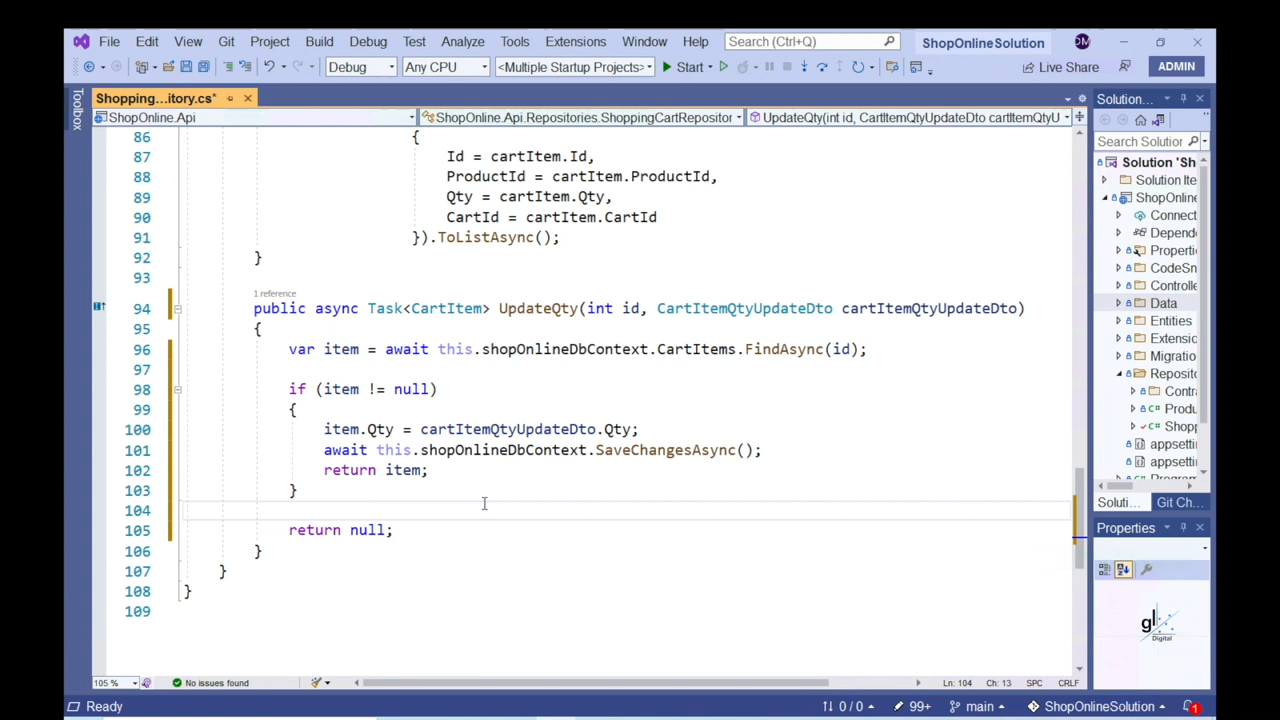 File Edit View Git Project Build Debug Test Analyze Tools Extensions Window Help Search (Ctrl+Q) ShopOnlineSolution DM
Debug Any CPU <Multiple Startup Projects> Start Live Share ADMIN
Toolbox
Shopping...itory.cs*
ShopOnline.Api ShopOnline.Api.Repositories.ShoppingCartRepositor UpdateQty(int id, CartItemQtyUpdateDto cartItemQtyU
86 {
87 Id = cartItem.Id,
88 ProductId = cartItem.ProductId,
89 Qty = cartItem.Qty,
90 CartId = cartItem.CartId
91 }).ToListAsync();
92 }
93
1 reference
94 public async Task<CartItem> UpdateQty(int id, CartItemQtyUpdateDto cartItemQtyUpdateDto)
95 {
96 var item = await this.shopOnlineDbContext.CartItems.FindAsync(id);
97
98 if (item != null)
99 {
100 item.Qty = cartItemQtyUpdateDto.Qty;
101 await this.shopOnlineDbContext.SaveChangesAsync();
102 return item;
103 }
104
105 return null;
106 }
107 }
108 }
109
105 % No issues found Ln: 104 Ch: 13 SPC CRLF
Solution...
Search Solution
Solution 'Sh
Solution Ite
ShopOnline
Connect
Depend
Properti
CodeSn
Controlle
Data
Entities
Extensio
Migratio
Reposito
Contra
C# Produ
C# Shopp
appsetti
appsetti
Soluti... Git Ch...
Properties
gl
Digital
Ready 0 / 0 99+ main ShopOnlineSolution 1